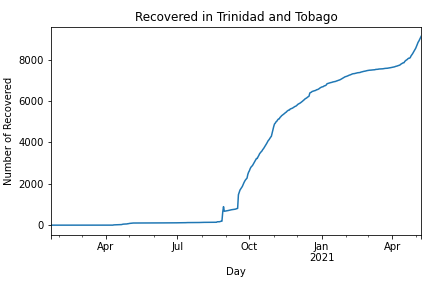 Recovered in Trinidad and Tobago
Number of Recovered
8000
6000
4000
2000
0
Apr
Jul
Oct
Jan
2021
Apr
Day